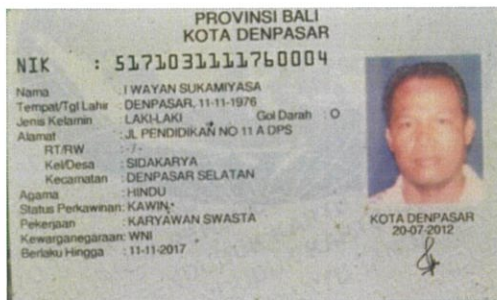 PROVINSI BALI
KOTA DENPASAR
NIK : 5171031111760004
Nama : I WAYAN SUKAMIYASA
Tempat/Tgl Lahir : DENPASAR, 11-11-1976
Jenis Kelamin : LAKI-LAKI Gol Darah : O
Alamat : JL PENDIDIKAN NO 11 A DPS
RT/RW : -/-
Kel/Desa : SIDAKARYA
Kecamatan : DENPASAR SELATAN
Agama : HINDU
Status Perkawinan: KAWIN
Pekerjaan : KARYAWAN SWASTA
Kewarganegaraan: WNI
Berlaku Hingga : 11-11-2017
KOTA DENPASAR
20-07-2012